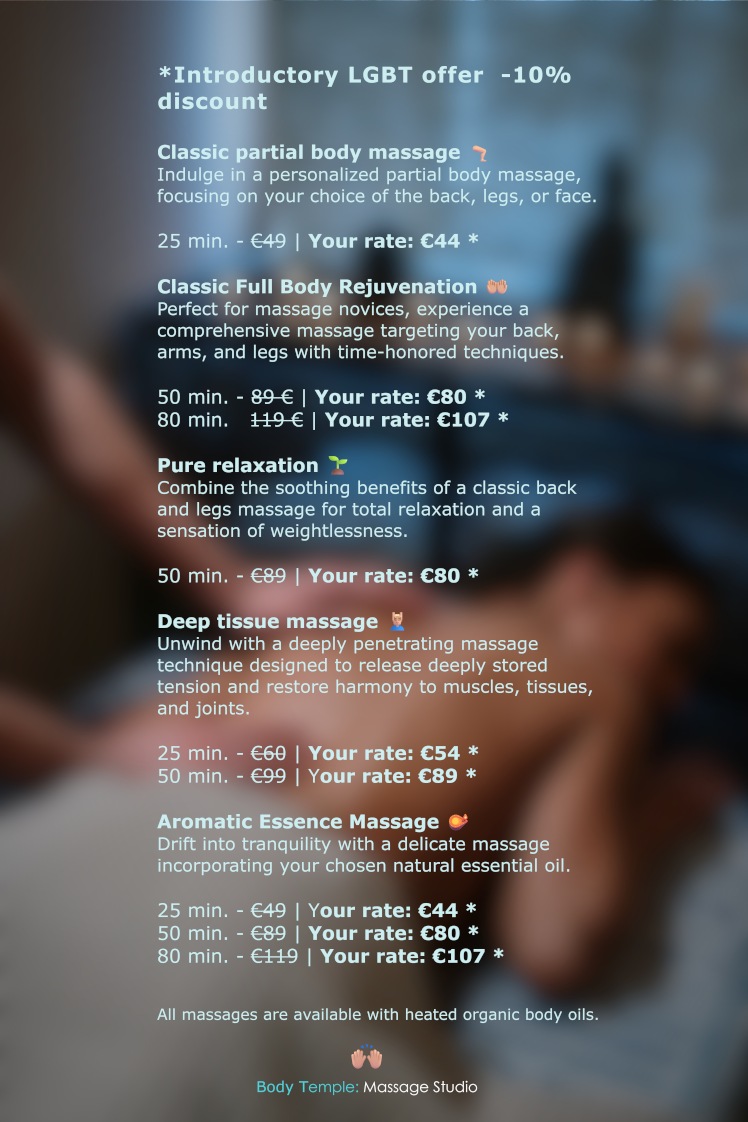 *Introductory LGBT offer -10%
discount
Classic partial body massage
Indulge in a personalized partial body massage,
focusing on your choice of the back, legs, or face.
25 min. - €49 | Your rate: €44 *
Classic Full Body Rejuvenation 🙌🏼
Perfect for massage novices, experience a
comprehensive massage targeting your back,
arms, and legs with time-honored techniques.
50 min. - 89 € | Your rate: €80 *
80 min. 119 € | Your rate: €107 *
Pure relaxation 🌱
Combine the soothing benefits of a classic back
and legs massage for total relaxation and a
sensation of weightlessness.
50 min. - €89 | Your rate: €80 *
Deep tissue massage
Unwind with a deeply penetrating massage
technique designed to release deeply stored
tension and restore harmony to muscles, tissues,
and joints.
25 min. - €60 | Your rate: €54 *
50 min. - €99 | Your rate: €89 *
Aromatic Essence Massage
Drift into tranquility with a delicate massage
incorporating your chosen natural essential oil.
25 min. - €49 | Your rate: €44 *
50 min. - €89 | Your rate: €80 *
80 min. - €119 | Your rate: €107 *
All massages are available with heated organic body oils.
Body Temple: Massage Studio